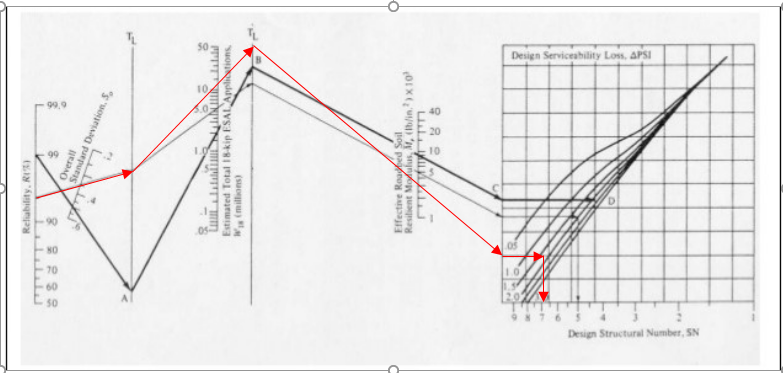 T_L
T_L
B
Design Serviceability Loss, ΔPSI
50
10
5.0
1.0
.5
.1
.05
Estimated Total 18-kip ESAL Applications,
W₁₈ (millions)
99.9
99
90
80
70
60
50
Reliability, R(%)
Overall
Standard Deviation, S₀
.4
.6
A
40
20
10
5
1
Effective Roadbed Soil
Resilient Modulus, Mᵣ (lb/in.²) × 10³
C
D
.05
1.0
1.5
2.0
9 8 7 6 5 4 3 2 1
Design Structural Number, SN